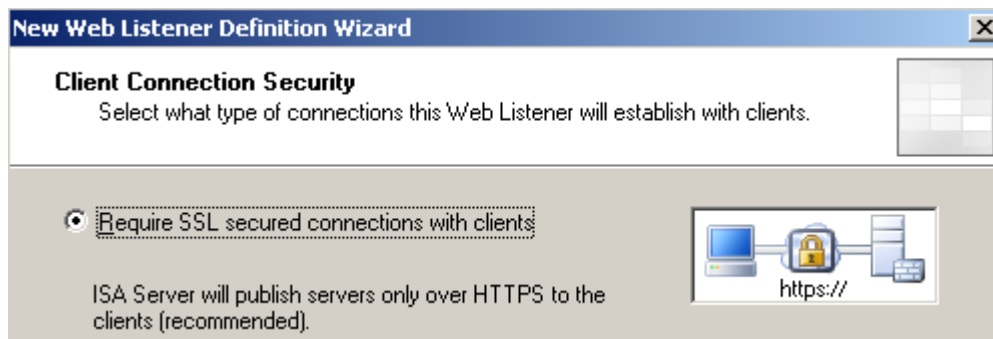 New Web Listener Definition Wizard
Client Connection Security
Select what type of connections this Web Listener will establish with clients.
Require SSL secured connections with clients
https://
ISA Server will publish servers only over HTTPS to the
clients (recommended).